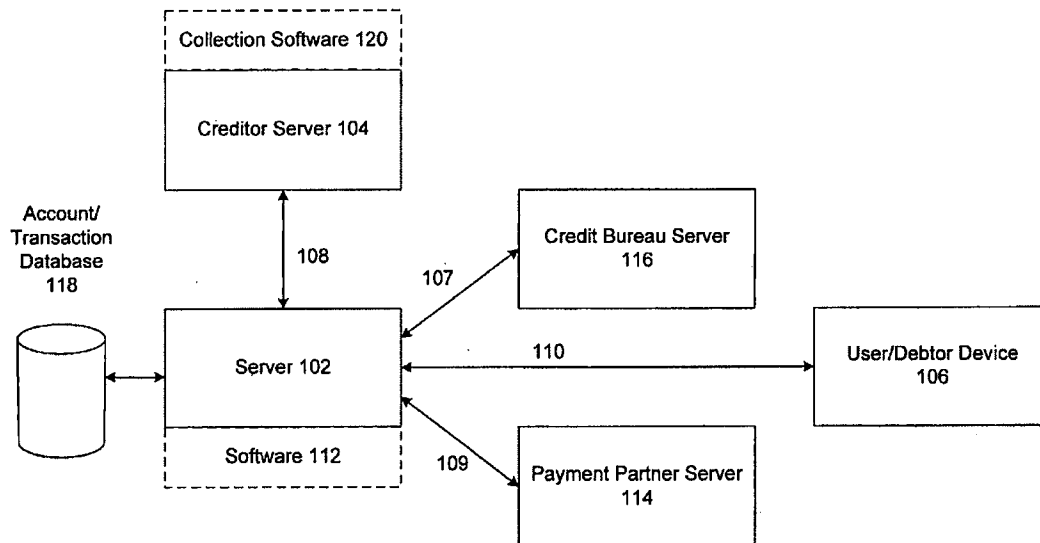 Collection Software 120
Creditor Server 104
Account/
Transaction
Database
118
108
107
Credit Bureau Server
116
Server 102
110
User/Debtor Device
106
Software 112
109
Payment Partner Server
114